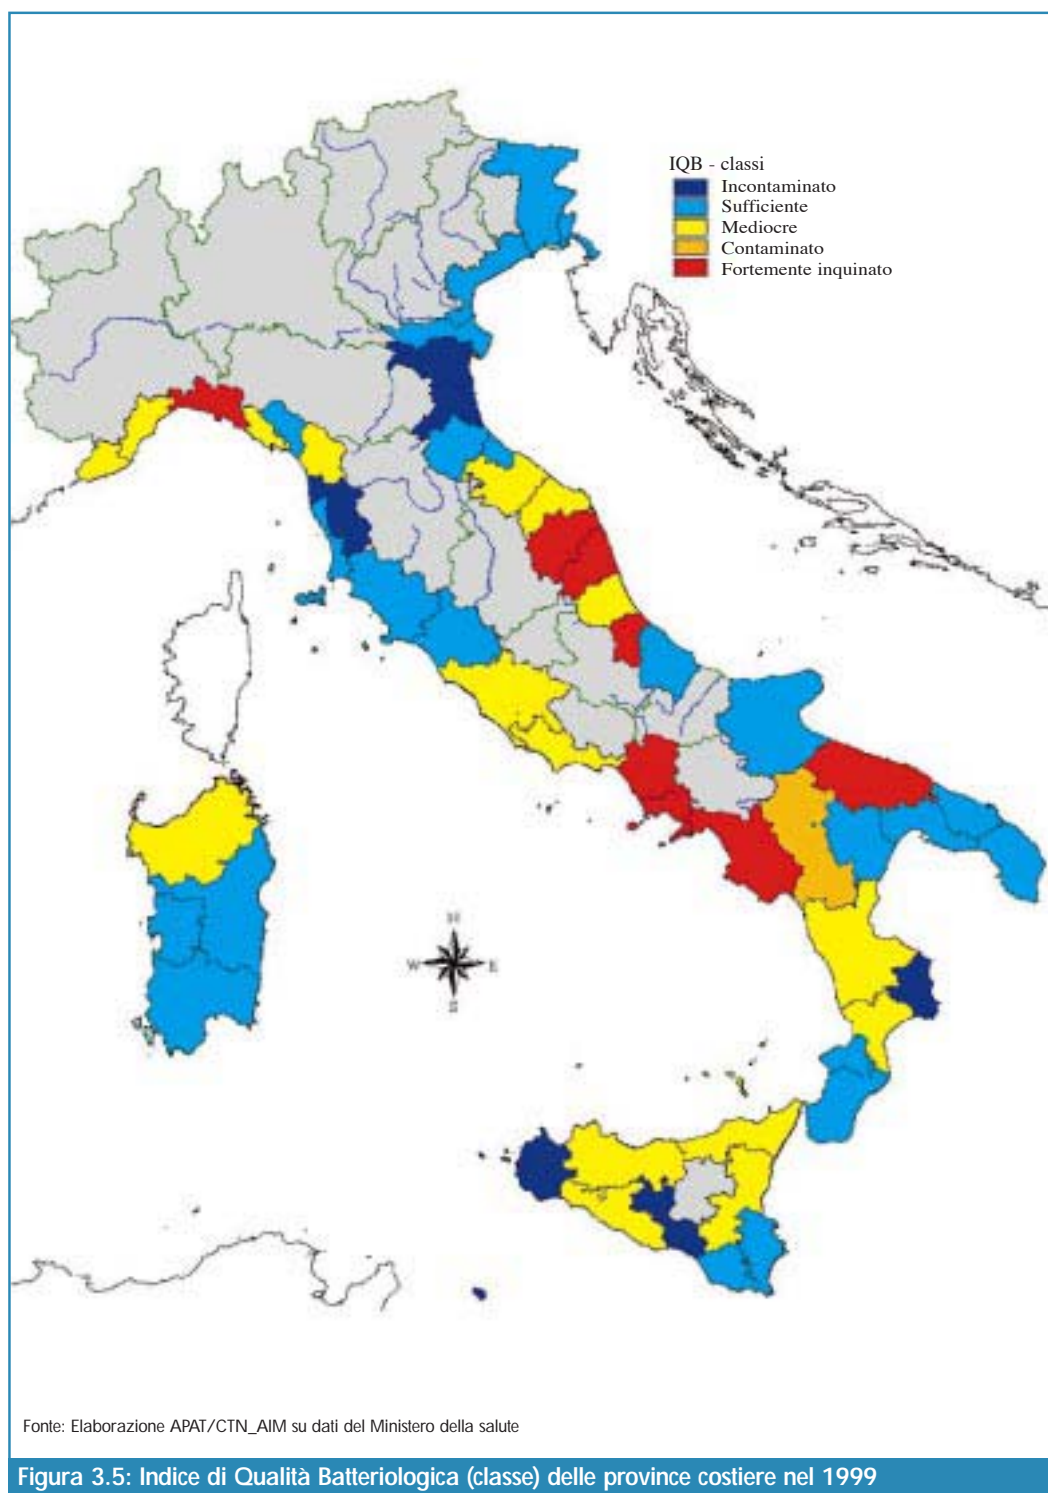 IQB - classi
Incontaminato
Sufficiente
Mediocre
Contaminato
Fortemente inquinato
N
W E
S
Fonte: Elaborazione APAT/CTN_AIM su dati del Ministero della salute
Figura 3.5: Indice di Qualità Batteriologica (classe) delle province costiere nel 1999